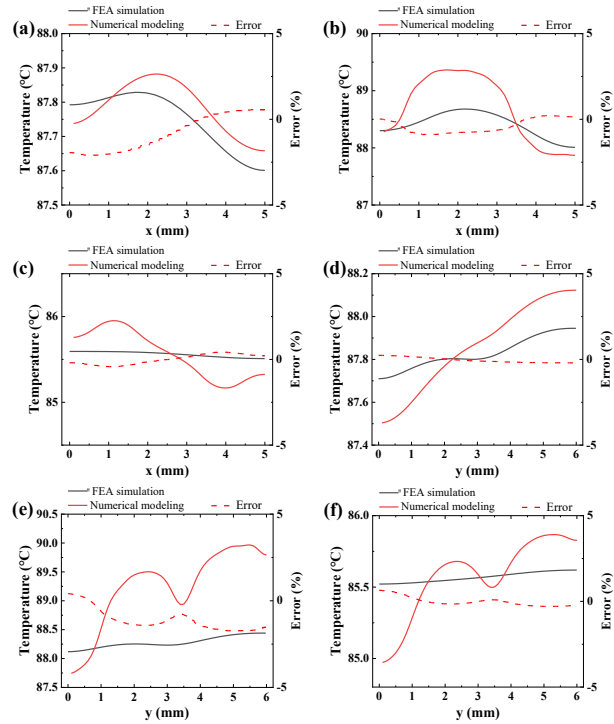 FEA simulation
Numerical modeling
Error
(a)
88.0
87.9
87.8
87.7
87.6
87.5
Temperature (℃)
0 1 2 3 4 5
x (mm)
5
0
-5
Error (%)
FEA simulation
Numerical modeling
Error
(b)
90
89
88
87
Temperature (℃)
0 1 2 3 4 5
x (mm)
5
0
-5
Error (%)
FEA simulation
Numerical modeling
Error
(c)
86
85
Temperature (℃)
0 1 2 3 4 5
x (mm)
5
0
-5
Error (%)
FEA simulation
Numerical modeling
Error
(d)
88.2
88.0
87.8
87.6
87.4
Temperature (℃)
0 1 2 3 4 5 6
y (mm)
5
0
-5
Error (%)
FEA simulation
Numerical modeling
Error
(e)
90.5
90.0
89.5
89.0
88.5
88.0
87.5
Temperature (℃)
0 1 2 3 4 5 6
y (mm)
5
0
-5
Error (%)
FEA simulation
Numerical modeling
Error
(f)
86.0
85.5
85.0
Temperature (℃)
0 1 2 3 4 5 6
y (mm)
5
0
-5
Error (%)